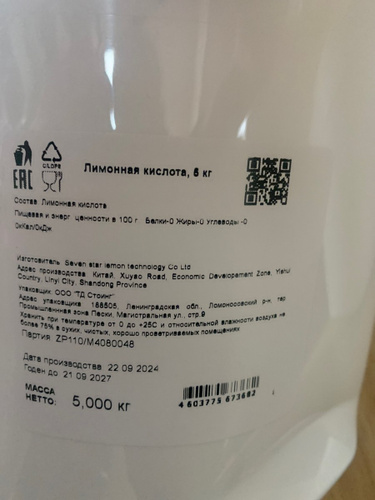 C/LDPE
EAC
Лимонная кислота, 5 кг
Состав: Лимонная кислота
Пищевая и энерг. ценности в 100 г. Белки-0 Жиры-0 Углеводы -0
0кКал/0кДж
Изготовитель: Seven star lemon technology Co Ltd
Адрес производства: Китай, Xuyao Road, Economic Developement Zone, Yishui
Country, Linyi City, Shandong Province
Упаковщик: ООО "ТД Стоинг"
Адрес упаковщика: 188505, Ленинградская обл., Ломоносовский р-н, тер
Промышленная зона Пески, Магистральная ул., стр.9
Хранить при температуре от 0 до +25С и относительной влажности воздуха не
более 75% в сухих, чистых, хорошо проветриваемых помещениях
Партия: ZP110/M4080048
Дата производства: 22.09.2024
Годен до: 21.09.2027
МАССА
НЕТТО: 5,000 кг
4 603775 673682